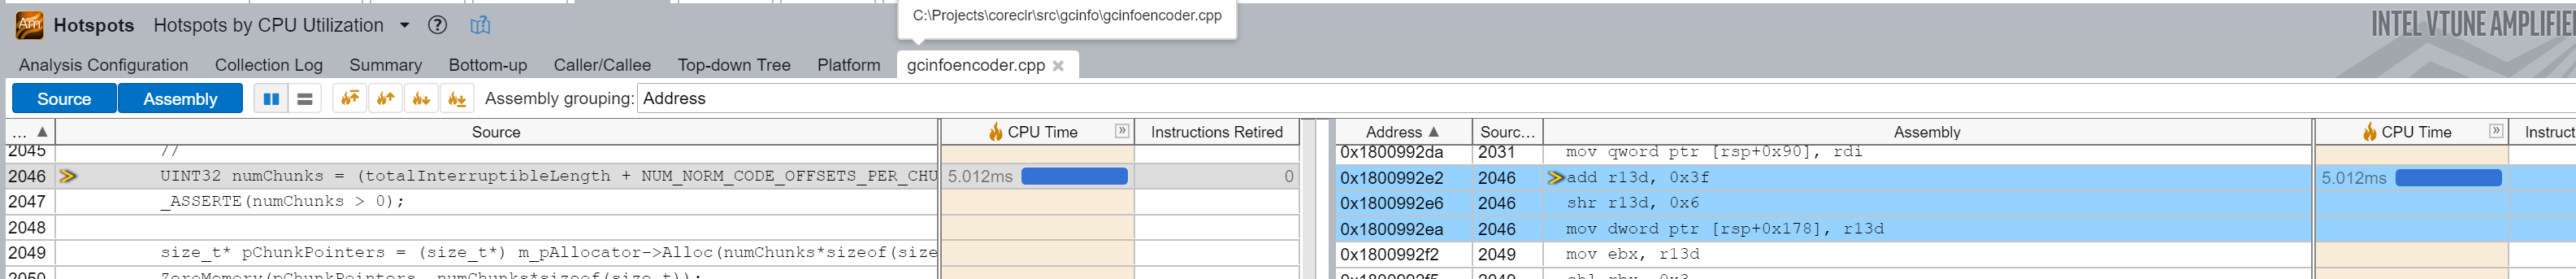 C:\Projects\coreclr\src\gcinfo\gcinfoencoder.cpp
Am Hotspots Hotspots by CPU Utilization ? INTEL VTUNE AMPLIFIE
Analysis Configuration Collection Log Summary Bottom-up Caller/Callee Top-down Tree Platform gcinfoencoder.cpp
Source Assembly Assembly grouping: Address
... Source CPU Time Instructions Retired Address Sourc... Assembly CPU Time Instruct
2045 // 0x1800992da 2031 mov qword ptr [rsp+0x90], rdi
2046 UINT32 numChunks = (totalInterruptibleLength + NUM_NORM_CODE_OFFSETS_PER_CHU 5.012ms 0 0x1800992e2 2046 add r13d, 0x3f 5.012ms
2047 _ASSERTE(numChunks > 0); 0x1800992e6 2046 shr r13d, 0x6
2048 0x1800992ea 2046 mov dword ptr [rsp+0x178], r13d
2049 size_t* pChunkPointers = (size_t*) m_pAllocator->Alloc(numChunks*sizeof(size 0x1800992f2 2049 mov ebx, r13d
2050 ZeroMemory(pChunkPointers, numChunks*sizeof(size_t)); 0x1800992f5 2049 shl rbx, 0x3